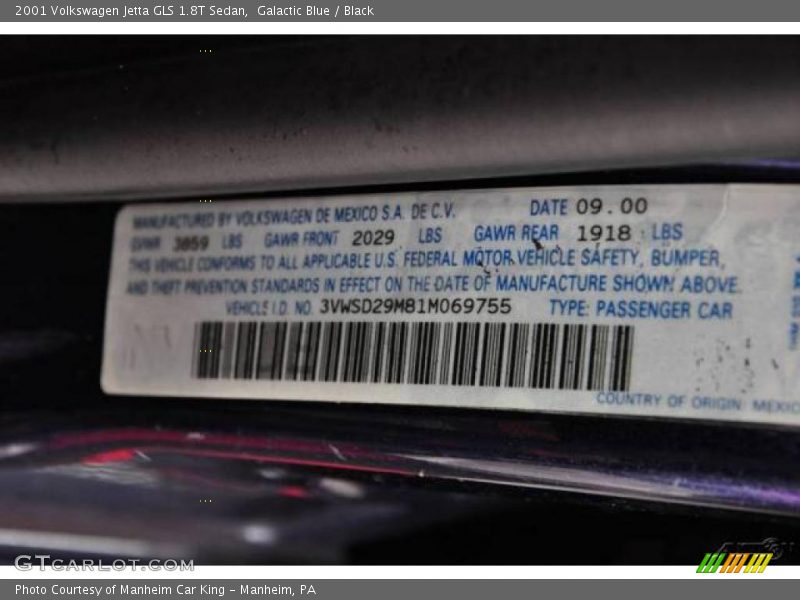 2001 Volkswagen Jetta GLS 1.8T Sedan,  Galactic Blue / Black
MANUFACTURED BY VOLKSWAGEN DE MEXICO S.A. DE C.V. DATE 09.00
GVWR 3859 LBS GAWR FRONT 2029 LBS GAWR REAR 1918 LBS
THIS VEHICLE CONFORMS TO ALL APPLICABLE U.S. FEDERAL MOTOR VEHICLE SAFETY, BUMPER,
AND THEFT PREVENTION STANDARDS IN EFFECT ON THE DATE OF MANUFACTURE SHOWN ABOVE.
VEHICLE I.D. NO. 3VWSD29M81M069755 TYPE: PASSENGER CAR
COUNTRY OF ORIGIN MEXICO
GTcarlot.com
Photo Courtesy of Manheim Car King - Manheim, PA